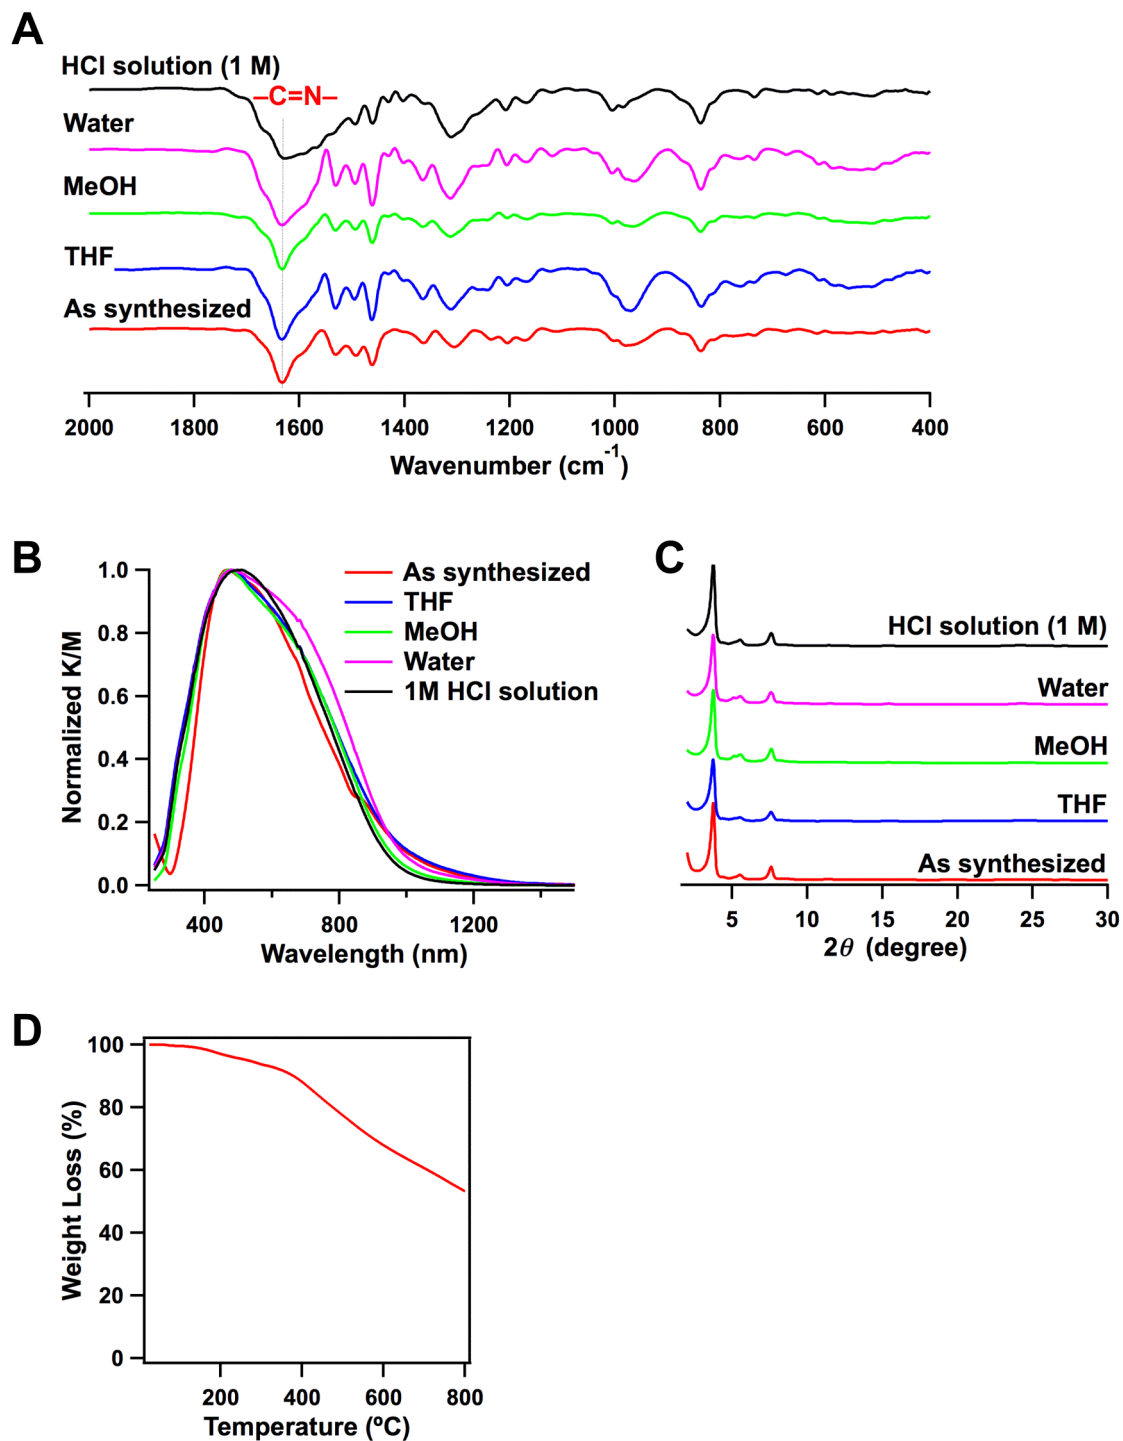 A
HCl solution (1 M)
–C=N–
Water
MeOH
THF
As synthesized
2000 1800 1600 1400 1200 1000 800 600 400
Wavenumber (cm-1)
B
1.0
0.8
0.6
0.4
0.2
0.0
Normalized K/M
As synthesized
THF
MeOH
Water
1M HCl solution
400 800 1200
Wavelength (nm)
C
HCl solution (1 M)
Water
MeOH
THF
As synthesized
5 10 15 20 25 30
2θ (degree)
D
100
80
60
40
20
0
Weight Loss (%)
200 400 600 800
Temperature (ºC)